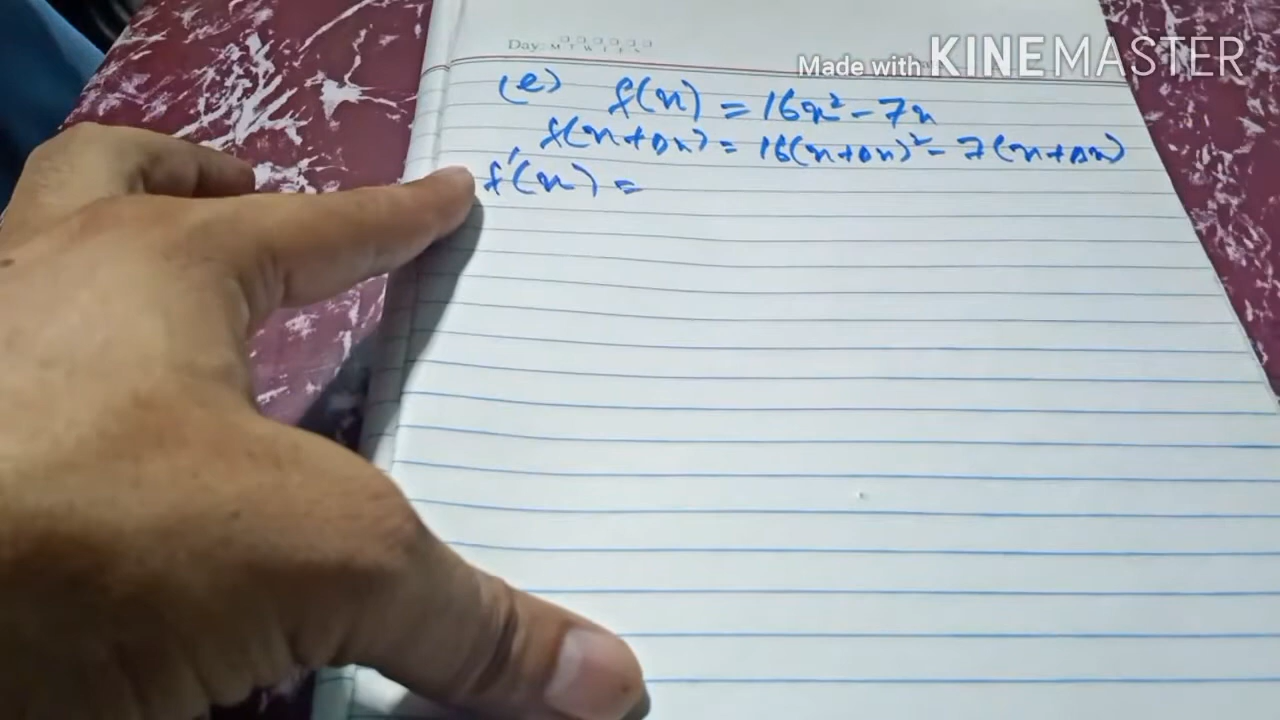 Made with KINEMASTER
Day: M T W T F S
(e) f(x) = 16x² - 7x
f(x+Δx) = 16(x+Δx)² - 7(x+Δx)
f'(x) =